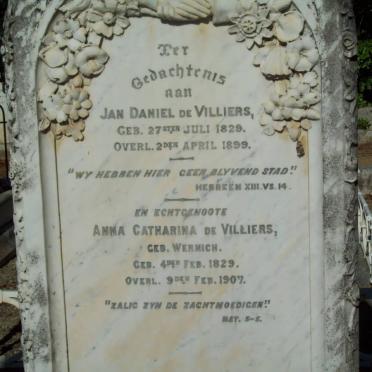 Ter
Gedachtenis
aan
JAN DANIEL DE VILLIERS,
GEB. 27STEN JULI 1829.
OVERL. 2DEN APRIL 1899.
"WY HEBBEN HIER GEEN BLYVEND STAD."
HEBREEN XIII. VS. 14.
EN ECHTGENOOTE
ANNA CATHARINA DE VILLIERS,
GEB. WERNICH.
GEB. 4DEN FEB. 1829.
OVERL. 9DEN FEB. 1907.
"ZALIG ZYN DE ZACHTMOEDIGEN."
MAT. 5-5.